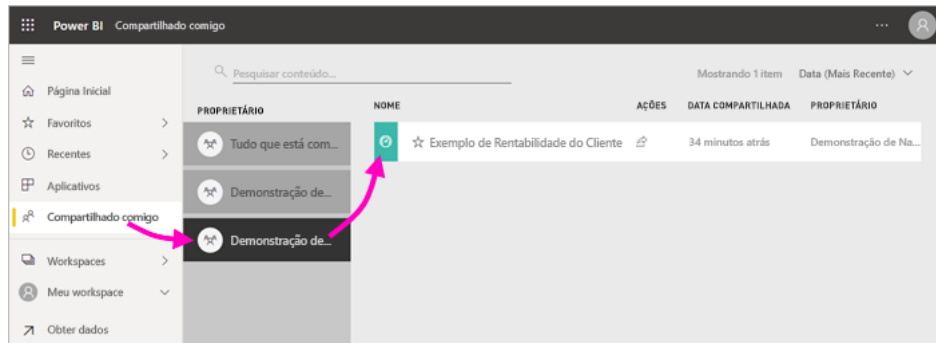 Power BI Compartilhado comigo
Página Inicial
Favoritos
Recentes
Aplicativos
Compartilhado comigo
Workspaces
Meu workspace
Obter dados
Pesquisar conteúdo...
Mostrando 1 item Data (Mais Recente)
PROPRIETÁRIO
Tudo que está com...
Demonstração de...
Demonstração de...
NOME AÇÕES DATA COMPARTILHADA PROPRIETÁRIO
Exemplo de Rentabilidade do Cliente 34 minutos atrás Demonstração de Na...